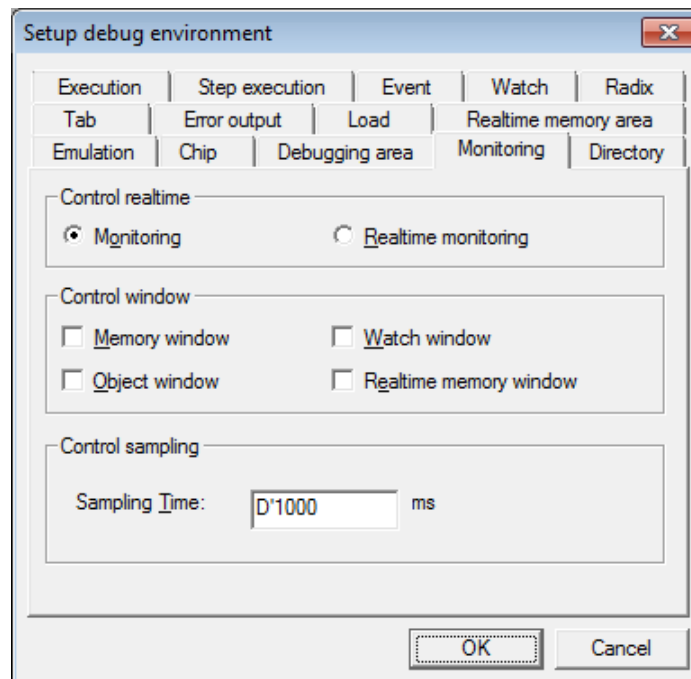 Setup debug environment
Execution Step execution Event Watch Radix
Tab Error output Load Realtime memory area
Emulation Chip Debugging area Monitoring Directory
Control realtime
Monitoring Realtime monitoring
Control window
Memory window Watch window
Object window Realtime memory window
Control sampling
Sampling Time: D'1000 ms
OK Cancel